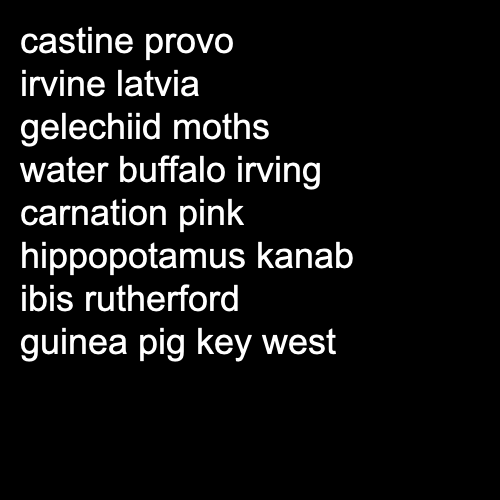 castine provo
irvine latvia
gelechiid moths
water buffalo irving
carnation pink
hippopotamus kanab
ibis rutherford
guinea pig key west